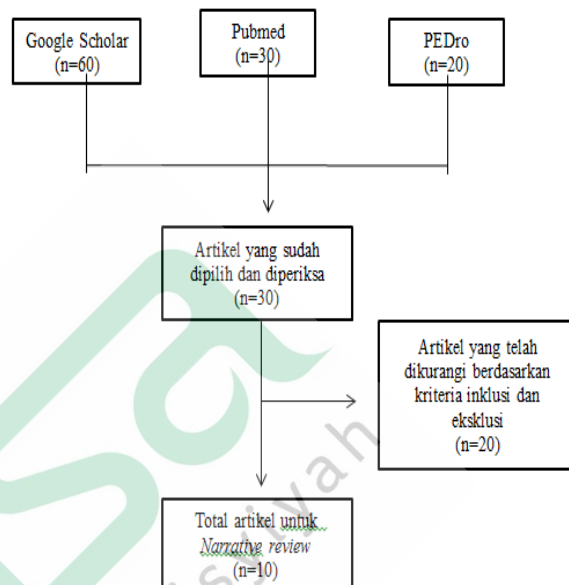 Google Scholar
(n=60)
Pubmed
(n=30)
PEDro
(n=20)
Artikel yang sudah
dipilih dan diperiksa
(n=30)
Artikel yang telah
dikurangi berdasarkan
kriteria inklusi dan
eksklusi
(n=20)
Total artikel untuk
Narrative review
(n=10)